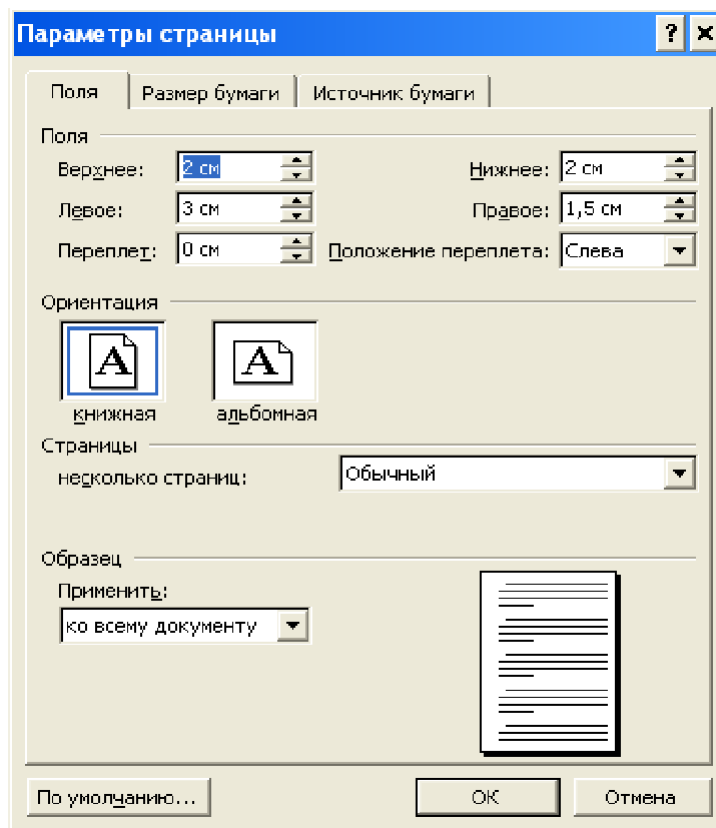 Параметры страницы
Поля Размер бумаги Источник бумаги
Поля
Верхнее: 2 см Нижнее: 2 см
Левое: 3 см Правое: 1,5 см
Переплет: 0 см Положение переплета: Слева
Ориентация
A A
книжная альбомная
Страницы
несколько страниц: Обычный
Образец
Применить:
ко всему документу
По умолчанию... ОК Отмена